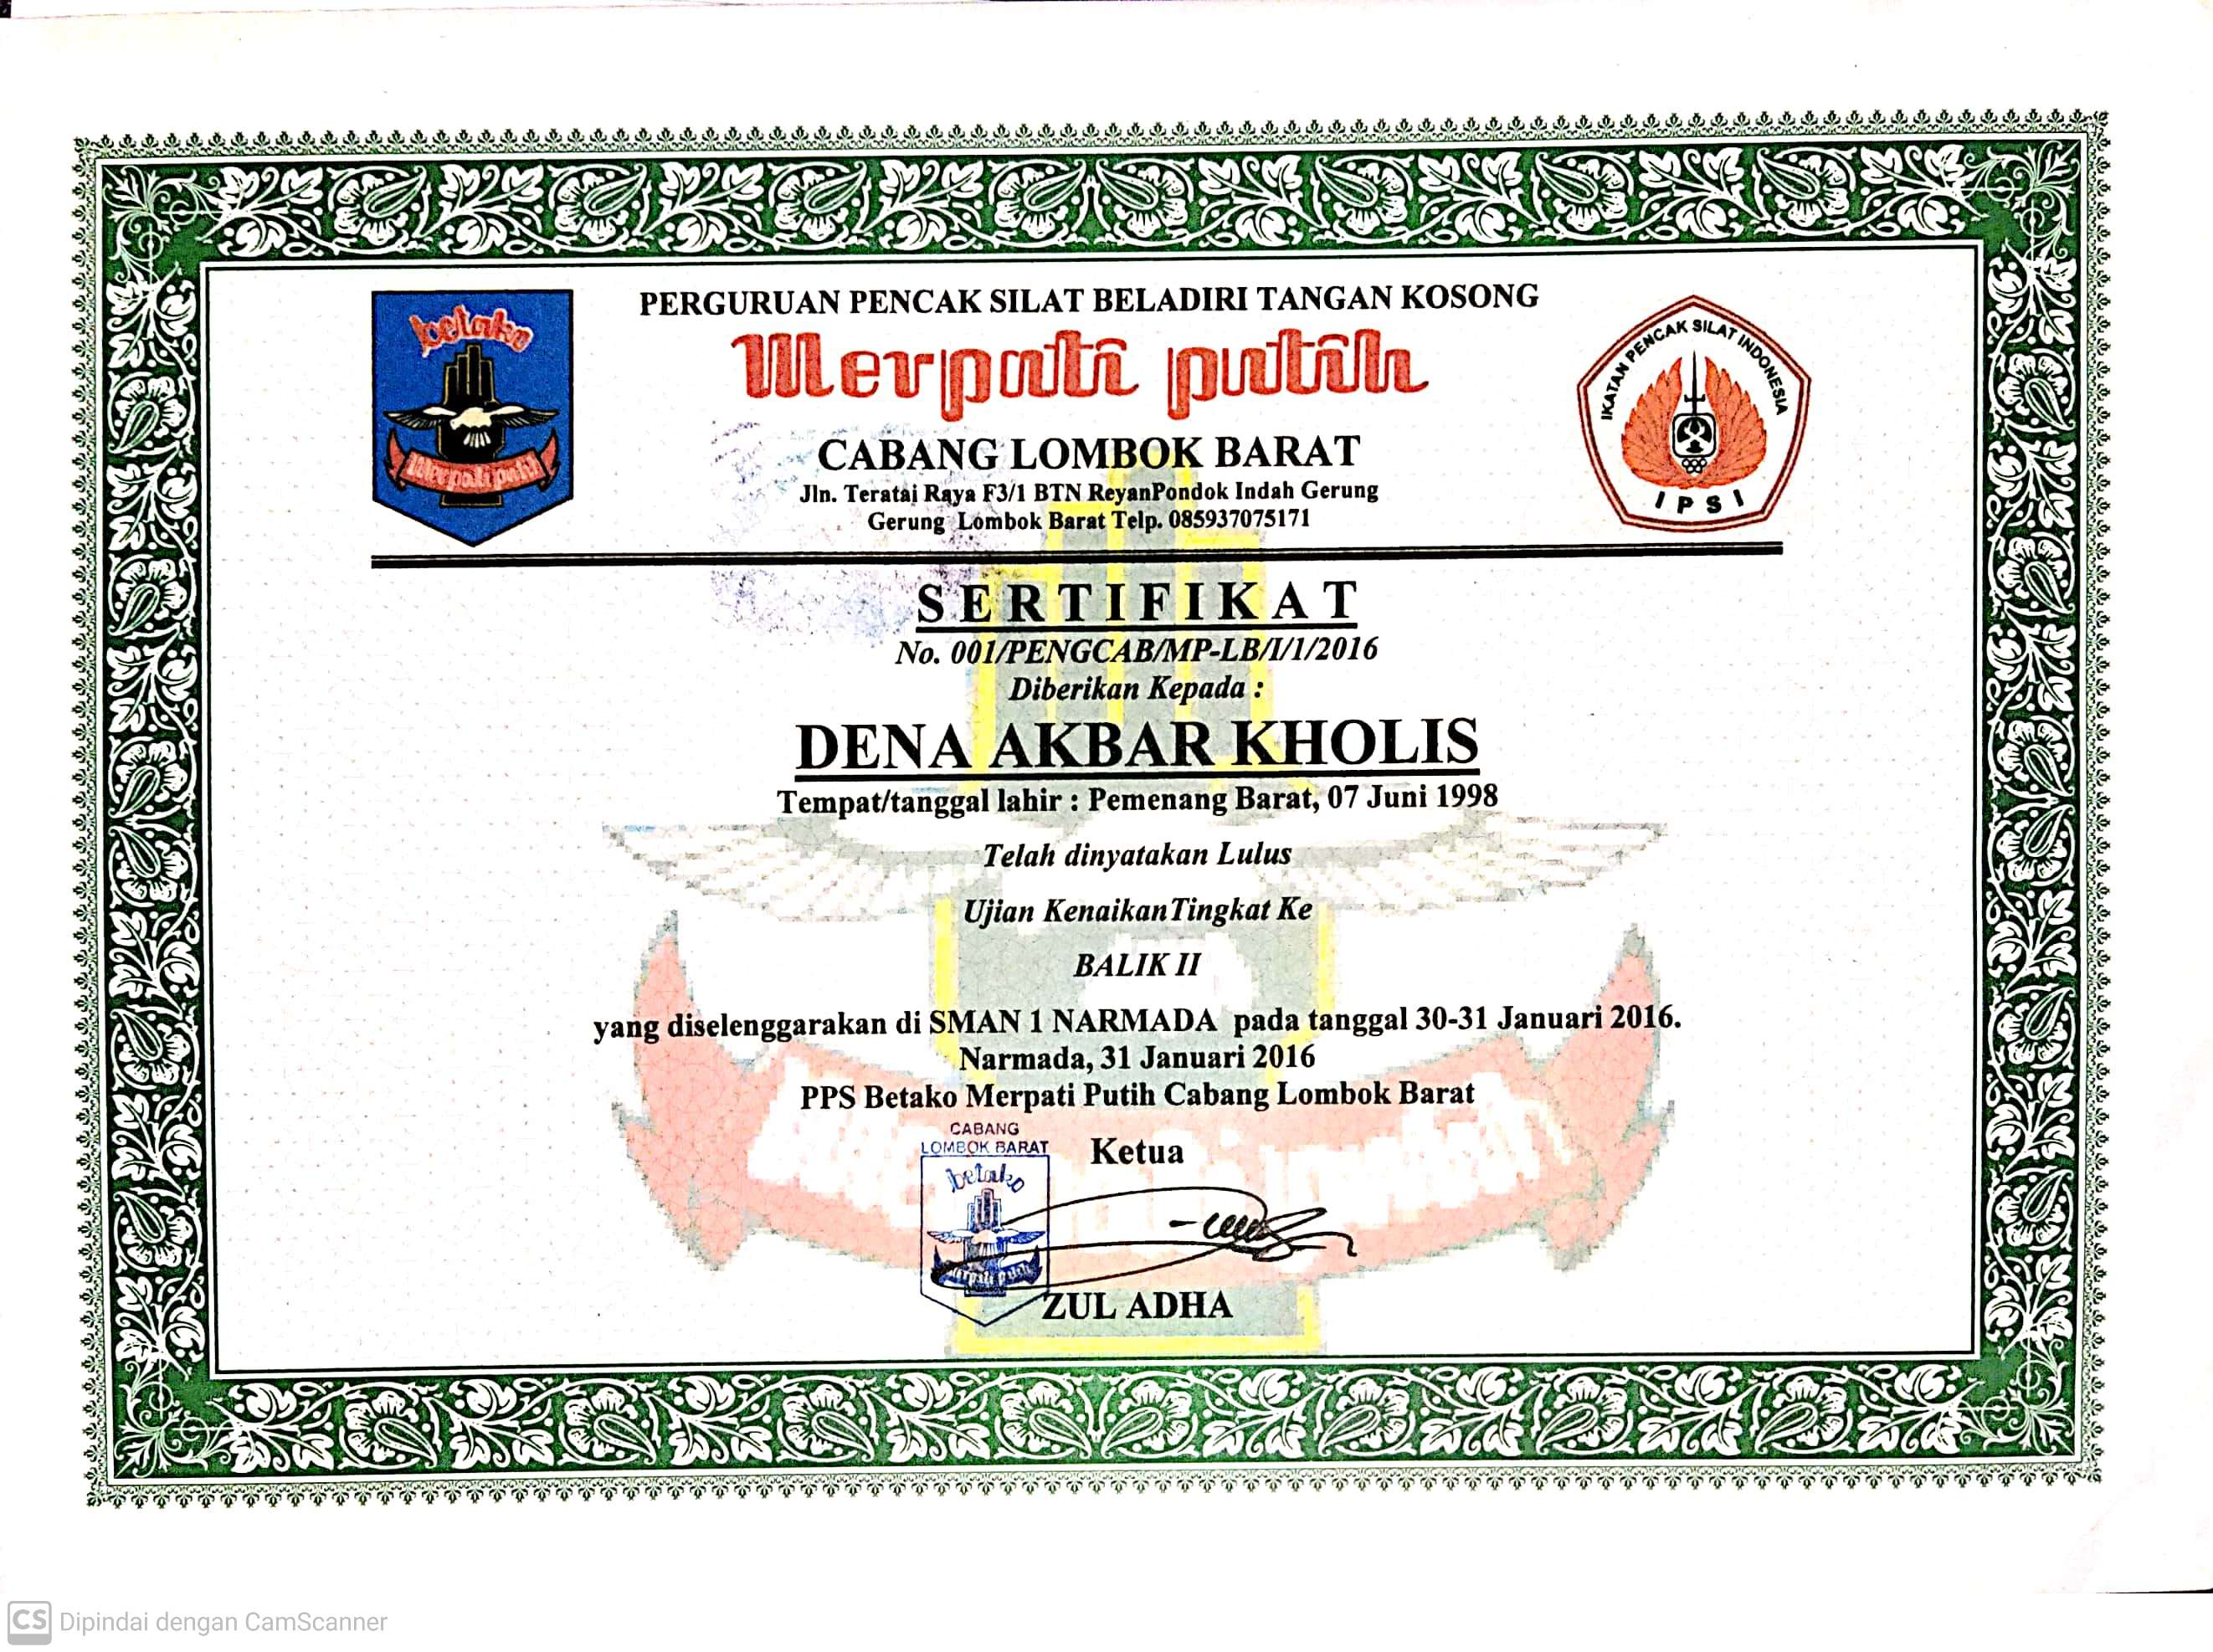 PERGURUAN PENCAK SILAT BELADIRI TANGAN KOSONG
Merpati putih
CABANG LOMBOK BARAT
Jln. Teratai Raya F3/1 BTN ReyanPondok Indah Gerung
Gerung Lombok Barat Telp. 085937075171
betako
Merpati putih
IKATAN PENCAK SILAT INDONESIA
IPSI
SERTIFIKAT
No. 001/PENGCAB/MP-LB/I/1/2016
Diberikan Kepada :
DENA AKBAR KHOLIS
Tempat/tanggal lahir : Pemenang Barat, 07 Juni 1998
Telah dinyatakan Lulus
Ujian KenaikanTingkat Ke
BALIK II
yang diselenggarakan di SMAN 1 NARMADA pada tanggal 30-31 Januari 2016.
Narmada, 31 Januari 2016
PPS Betako Merpati Putih Cabang Lombok Barat
Ketua
CABANG
LOMBOK BARAT
betako
Merpati putih
ZUL ADHA
CS Dipindai dengan CamScanner